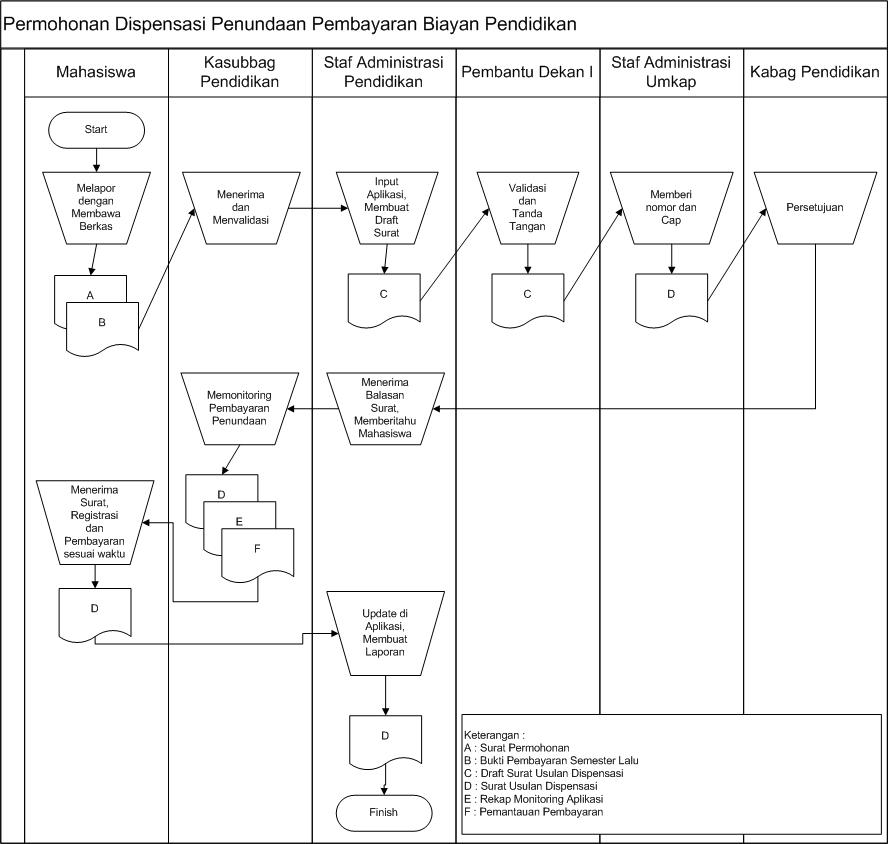 Permohonan Dispensasi Penundaan Pembayaran Biayan Pendidikan
Mahasiswa
Kasubbag
Pendidikan
Staf Administrasi
Pendidikan
Pembantu Dekan I
Staf Administrasi
Umkap
Kabag Pendidikan
Start
Melapor
dengan
Membawa
Berkas
Menerima
dan
Menvalidasi
Input
Aplikasi,
Membuat
Draft
Surat
Validasi
dan
Tanda
Tangan
Memberi
nomor dan
Cap
Persetujuan
A
B
C
C
D
Memonitoring
Pembayaran
Penundaan
Menerima
Balasan
Surat,
Memberitahu
Mahasiswa
D
E
F
Menerima
Surat,
Registrasi
dan
Pembayaran
sesuai waktu
D
Update di
Aplikasi,
Membuat
Laporan
D
Finish
Keterangan :
A : Surat Permohonan
B : Bukti Pembayaran Semester Lalu
C : Draft Surat Usulan Dispensasi
D : Surat Usulan Dispensasi
E : Rekap Monitoring Aplikasi
F : Pemantauan Pembayaran